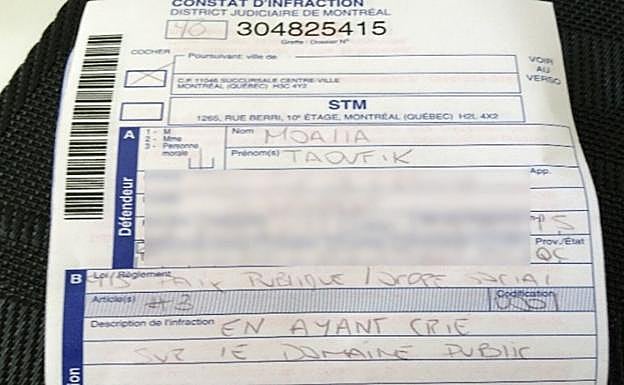 CONSTAT D'INFRACTION
DISTRICT JUDICIAIRE DE MONTRÉAL
40 304825415
Greffe / Dossier N°
COCHER
Poursuivant: ville de
VOIR
AU
VERSO
C.P. 11046 SUCCURSALE CENTRE-VILLE
MONTRÉAL (QUÉBEC) H3C 4Y2
STM
1265, RUE BERRI, 10e ÉTAGE, MONTRÉAL (QUÉBEC) H2L 4X2
A
Défendeur
1 - M
2 - Mme
3 - Personne
morale
Nom MOALLA
Prénom(s) TAOUFIK
App.
Prov./État
QC
B Loi / Règlement PAIX PUBLIQUE /
Article(s) #3 Codification
Description de l'infraction EN AYANT CRIE
SUR LE DOMAINE PUBLIC